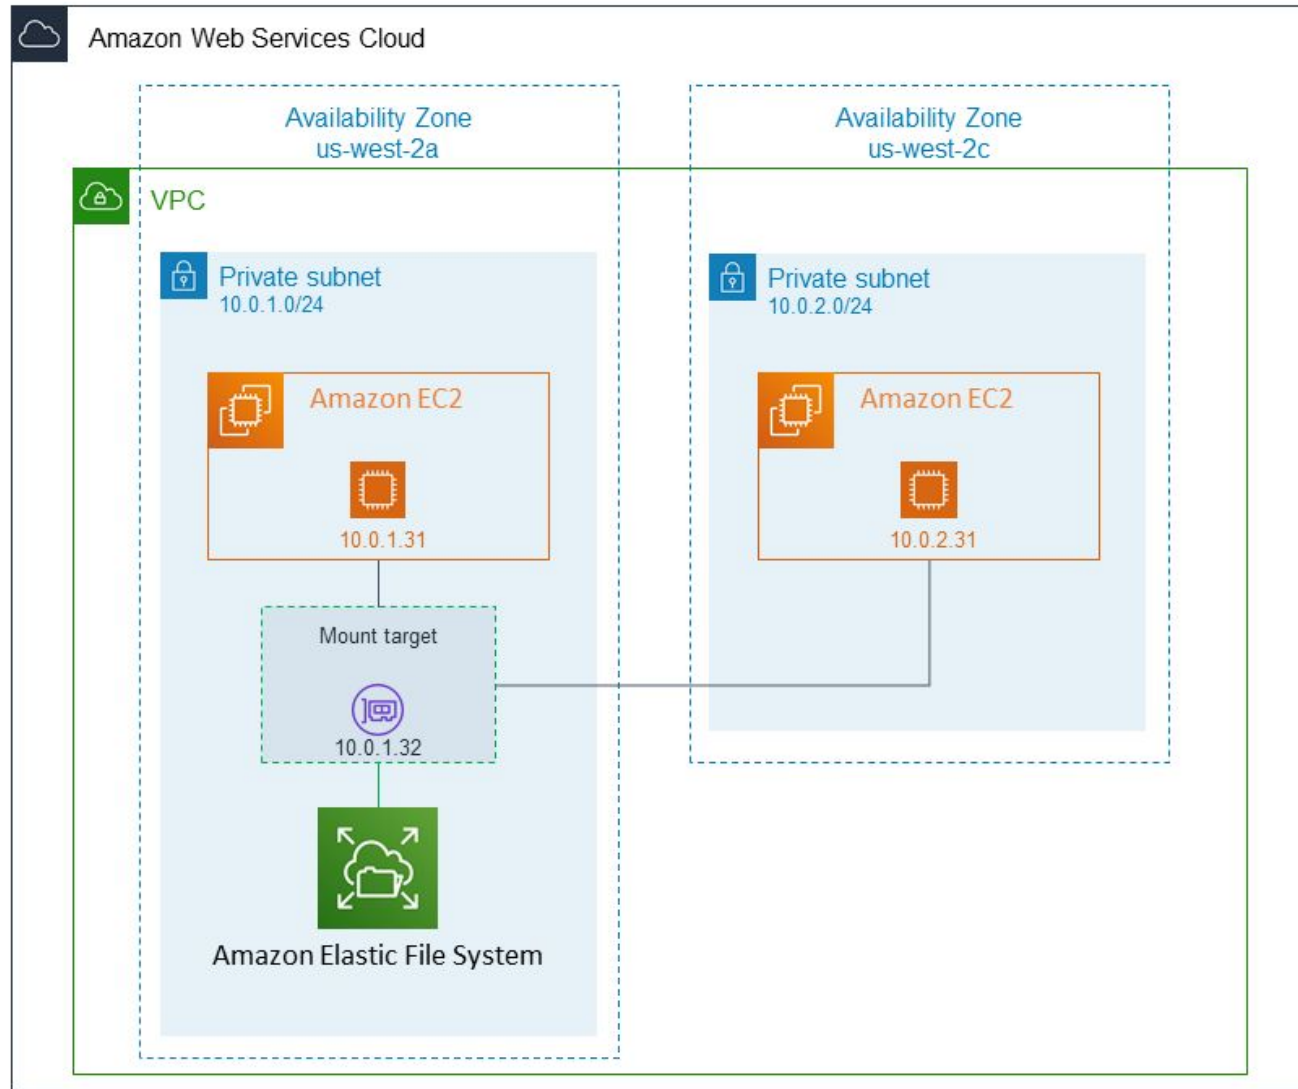 Amazon Web Services Cloud
Availability Zone
us-west-2a
Availability Zone
us-west-2c
VPC
Private subnet
10.0.1.0/24
Private subnet
10.0.2.0/24
Amazon EC2
10.0.1.31
Amazon EC2
10.0.2.31
Mount target
10.0.1.32
Amazon Elastic File System